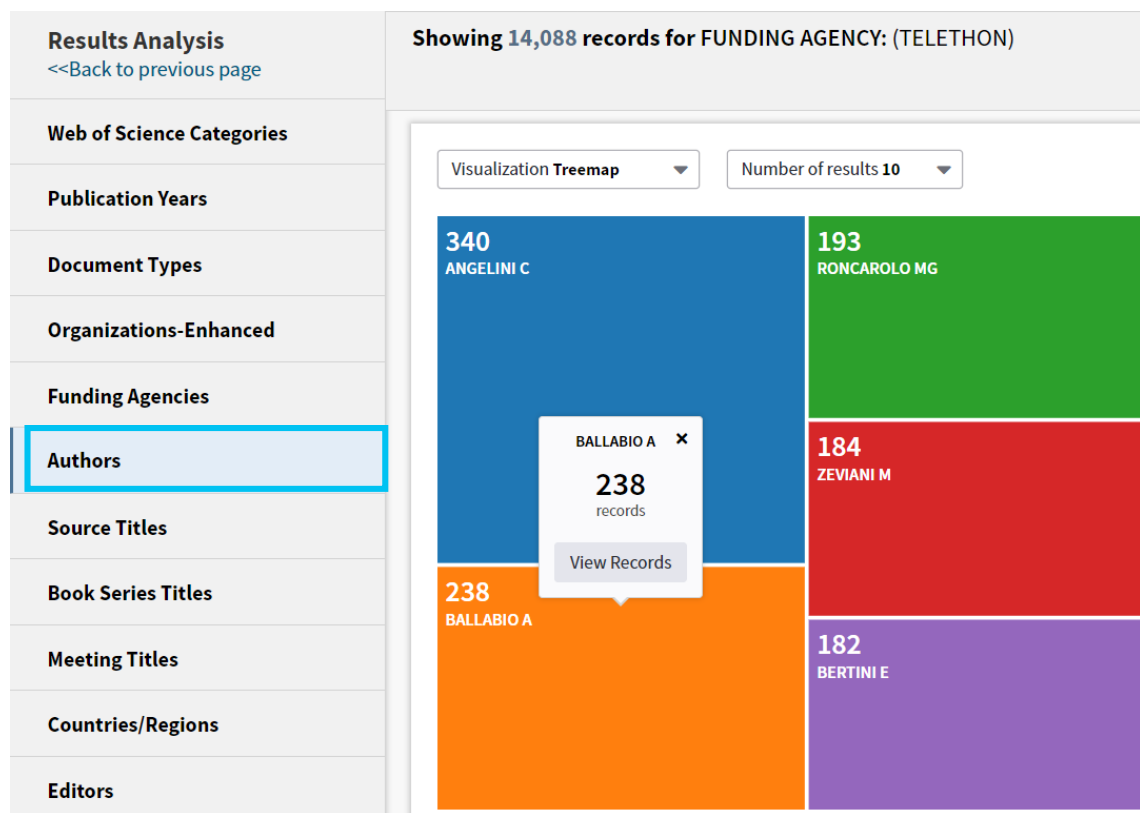 Results Analysis
<<Back to previous page
Web of Science Categories
Publication Years
Document Types
Organizations-Enhanced
Funding Agencies
Authors
Source Titles
Book Series Titles
Meeting Titles
Countries/Regions
Editors
Showing 14,088 records for FUNDING AGENCY: (TELETHON)
Visualization Treemap
Number of results 10
340
ANGELINI C
BALLABIO A ×
238
records
View Records
238
BALLABIO A
193
RONCAROLO MG
184
ZEVIANI M
182
BERTINI E